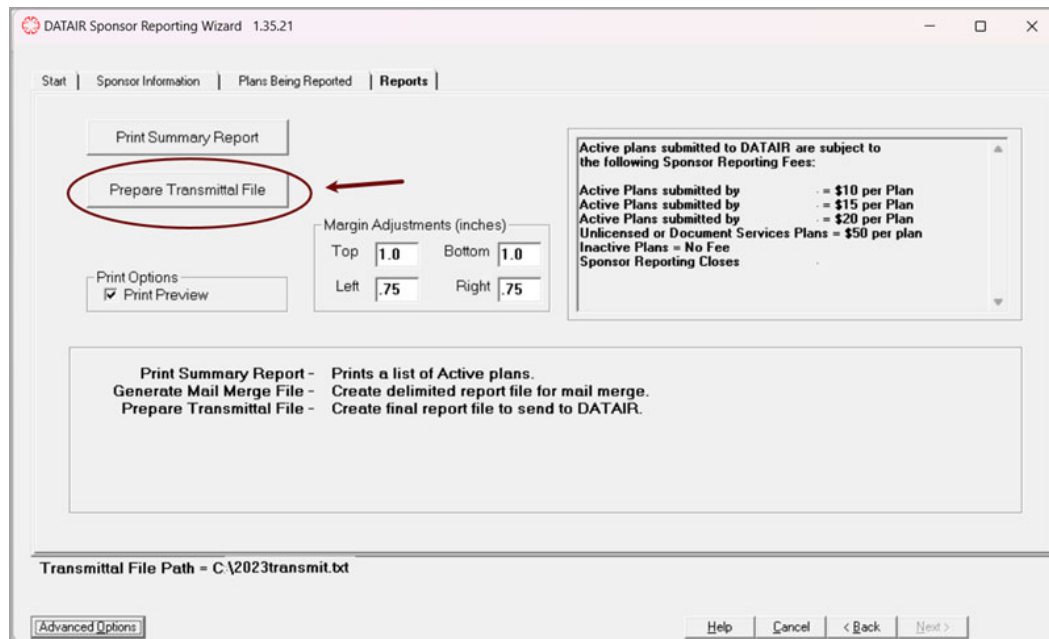 DATAIR Sponsor Reporting Wizard 1.35.21
Start | Sponsor Information | Plans Being Reported | Reports |
Print Summary Report
Prepare Transmittal File
Print Options
Print Preview
Margin Adjustments (inches)
Top 1.0 Bottom 1.0
Left .75 Right .75
Active plans submitted to DATAIR are subject to
the following Sponsor Reporting Fees:
Active Plans submitted by = $10 per Plan
Active Plans submitted by = $15 per Plan
Active Plans submitted by = $20 per Plan
Unlicensed or Document Services Plans = $50 per plan
Inactive Plans = No Fee
Sponsor Reporting Closes
Print Summary Report - Prints a list of Active plans.
Generate Mail Merge File - Create delimited report file for mail merge.
Prepare Transmittal File - Create final report file to send to DATAIR.
Transmittal File Path = C:\2023transmit.txt
Advanced Options
Help Cancel < Back Next >